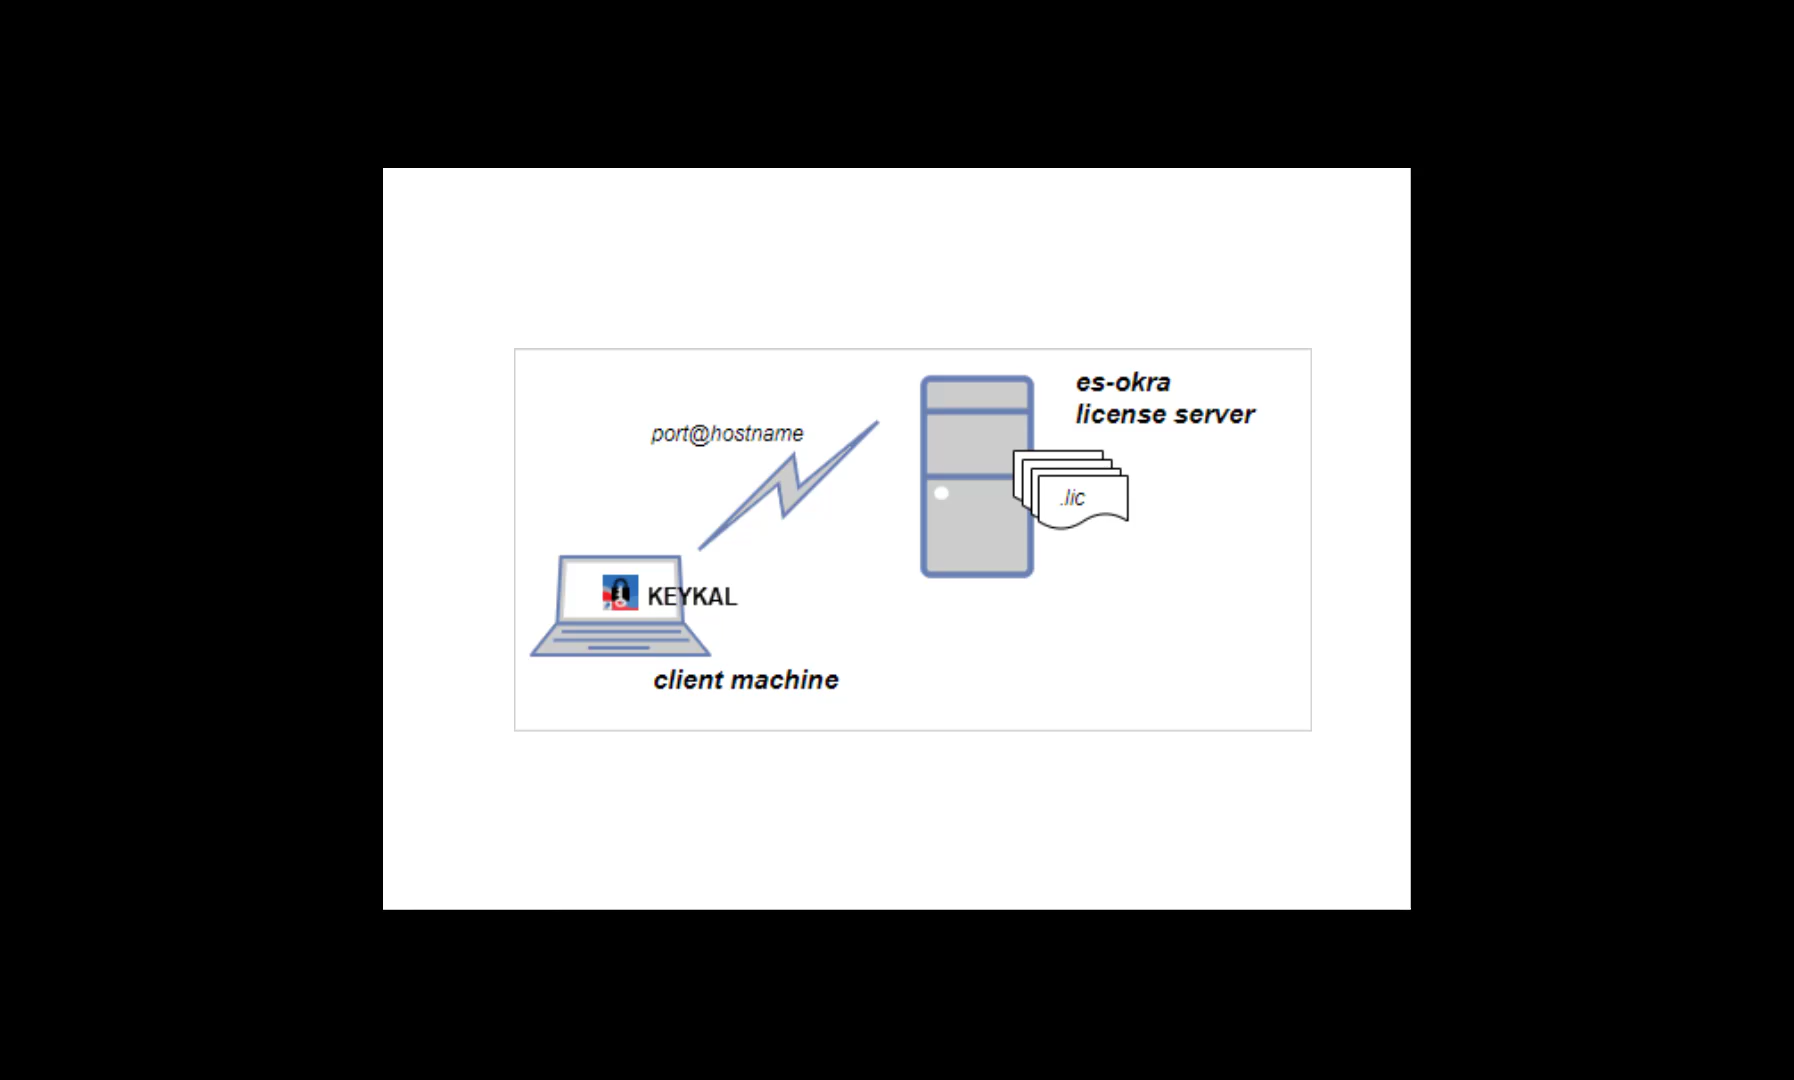 es-okra
license server
port@hostname
.lic
KEYKAL
client machine